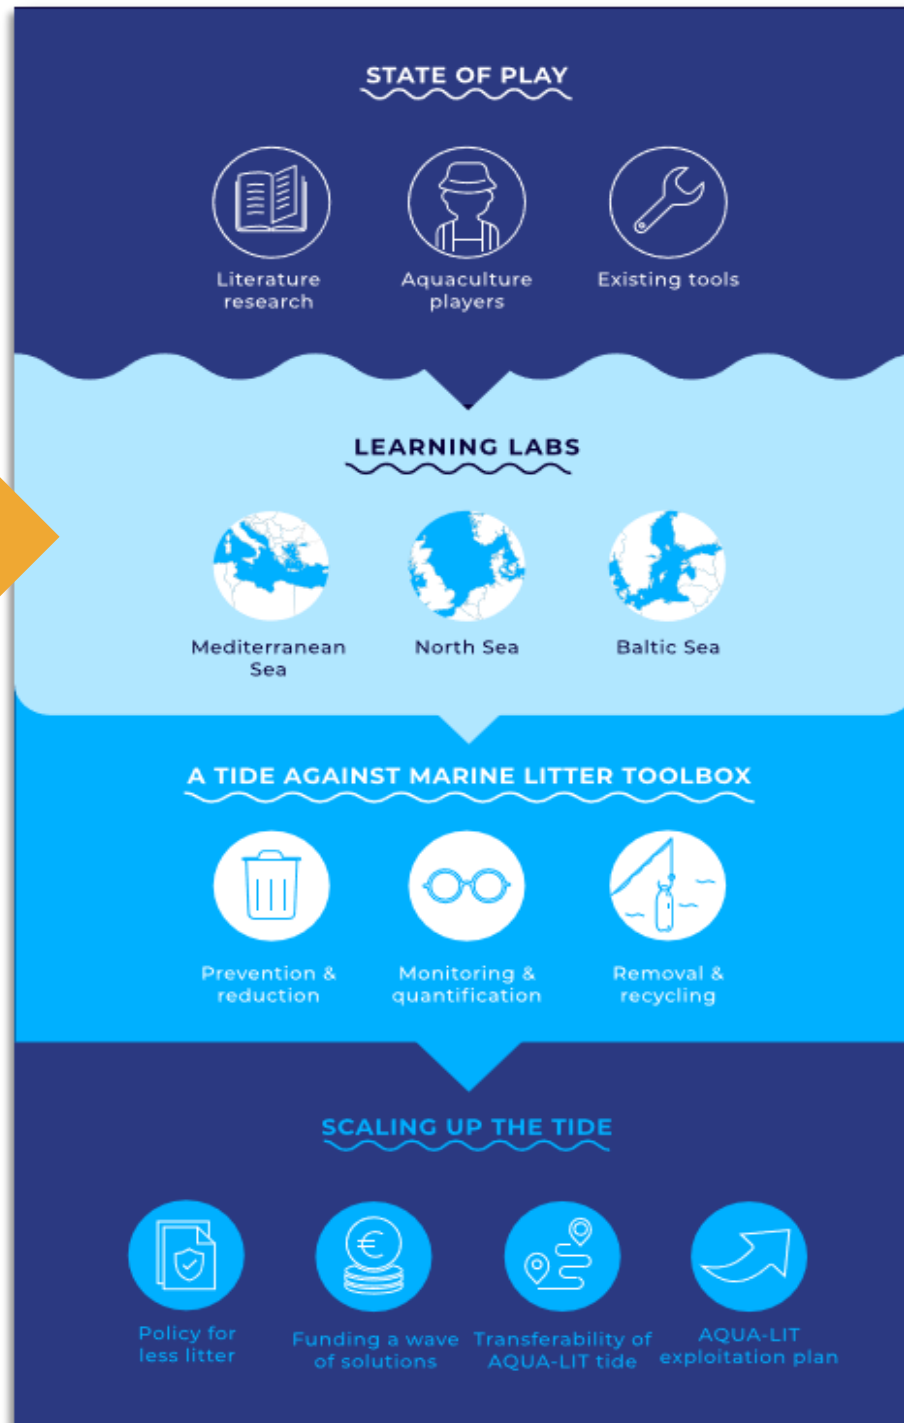 STATE OF PLAY
Literature
research
Aquaculture
players
Existing tools
LEARNING LABS
Mediterranean
Sea
North Sea
Baltic Sea
A TIDE AGAINST MARINE LITTER TOOLBOX
Prevention &
reduction
Monitoring &
quantification
Removal &
recycling
SCALING UP THE TIDE
Policy for
less litter
Funding a wave
of solutions
Transferability of
AQUA-LIT tide
AQUA-LIT
exploitation plan